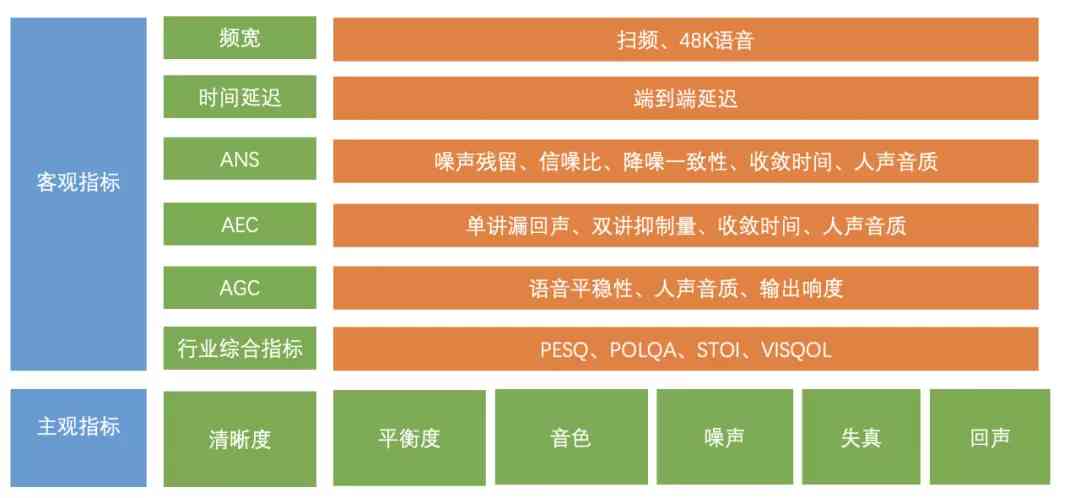 客观指标
频宽
扫频、48K语音
时间延迟
端到端延迟
ANS
噪声残留、信噪比、降噪一致性、收敛时间、人声音质
AEC
单讲漏回声、双讲抑制量、收敛时间、人声音质
AGC
语音平稳性、人声音质、输出响度
行业综合指标
PESQ、POLQA、STOI、VISQOL
主观指标
清晰度
平衡度
音色
噪声
失真
回声